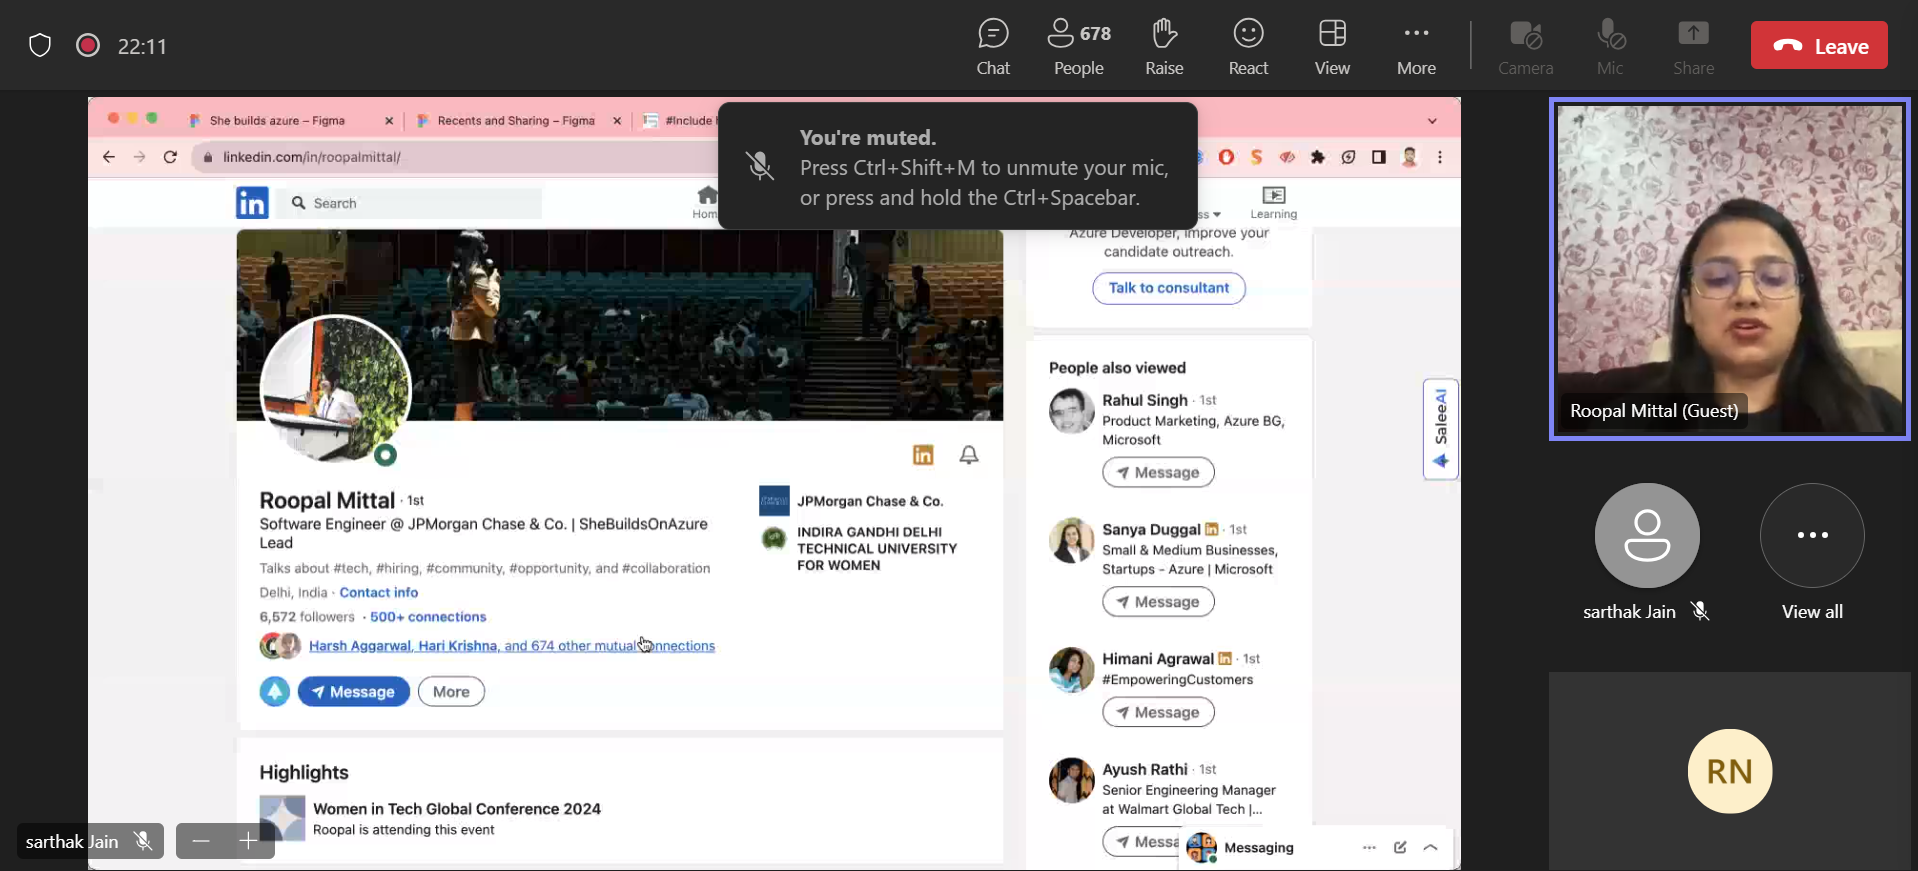 22:11
Chat
678
People
Raise
React
View
More
Camera
Mic
Share
Leave
She builds azure – Figma
Recents and Sharing – Figma
#Include
You're muted.
Press Ctrl+Shift+M to unmute your mic,
or press and hold the Ctrl+Spacebar.
linkedin.com/in/roopalmittal/
in
Search
Hom
ss
Learning
Azure Developer, improve your
candidate outreach.
Talk to consultant
in
Roopal Mittal · 1st
Software Engineer @ JPMorgan Chase & Co. | SheBuildsOnAzure
Lead
Talks about #tech, #hiring, #community, #opportunity, and #collaboration
Delhi, India · Contact info
6,572 followers · 500+ connections
Harsh Aggarwal, Hari Krishna, and 674 other mutual connections
Message
More
JPMorgan Chase & Co.
INDIRA GANDHI DELHI
TECHNICAL UNIVERSITY
FOR WOMEN
Highlights
Women in Tech Global Conference 2024
Roopal is attending this event
People also viewed
Rahul Singh · 1st
Product Marketing, Azure BG,
Microsoft
Message
Sanya Duggal in · 1st
Small & Medium Businesses,
Startups - Azure | Microsoft
Message
Himani Agrawal in · 1st
#EmpoweringCustomers
Message
Ayush Rathi · 1st
Senior Engineering Manager
at Walmart Global Tech |...
Messa
Messaging
SaleeAI
Roopal Mittal (Guest)
sarthak Jain
View all
RN
sarthak Jain